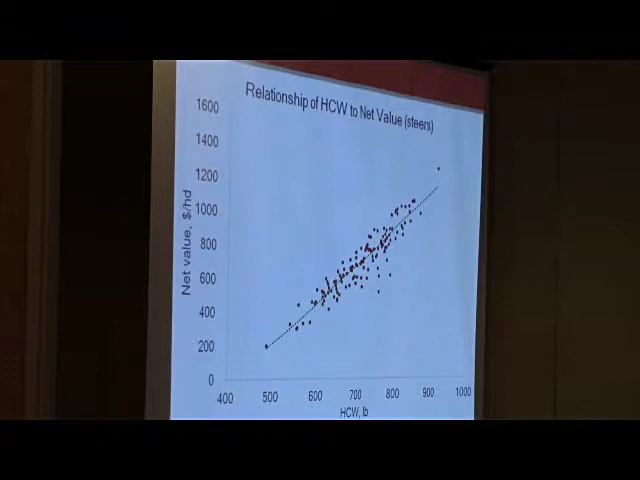 Relationship of HCW to Net Value (steers)
1600
1400
1200
1000
800
600
400
200
0
Net value, $/hd
400 500 600 700 800 900 1000
HCW, lb